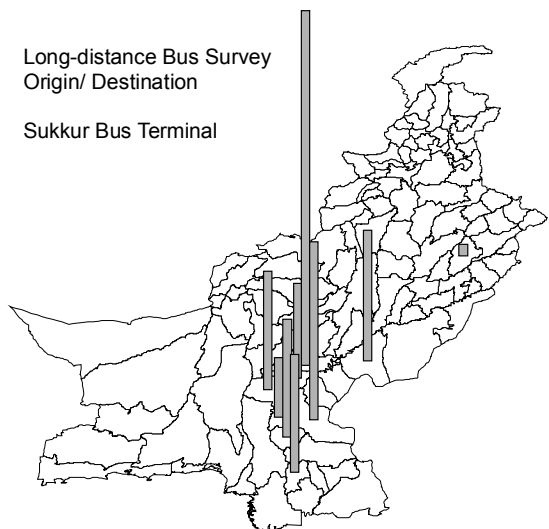 Long-distance Bus Survey
Origin/ Destination
Sukkur Bus Terminal